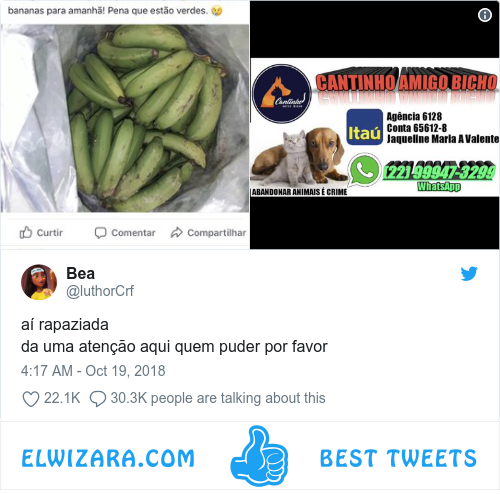 bananas para amanhã! Pena que estão verdes. 😢
Curtir
Comentar
Compartilhar
Cantinho
CANTINHO AMIGO BICHO
Itaú
Agência 6128
Conta 65612-8
Jaqueline Maria A Valente
(22)99947-3299
WhatsApp
ABANDONAR ANIMAIS É CRIME
Bea
@luthorCrf
aí rapaziada
da uma atenção aqui quem puder por favor
4:17 AM - Oct 19, 2018
22.1K 30.3K people are talking about this
ELWIZARA.COM BEST TWEETS